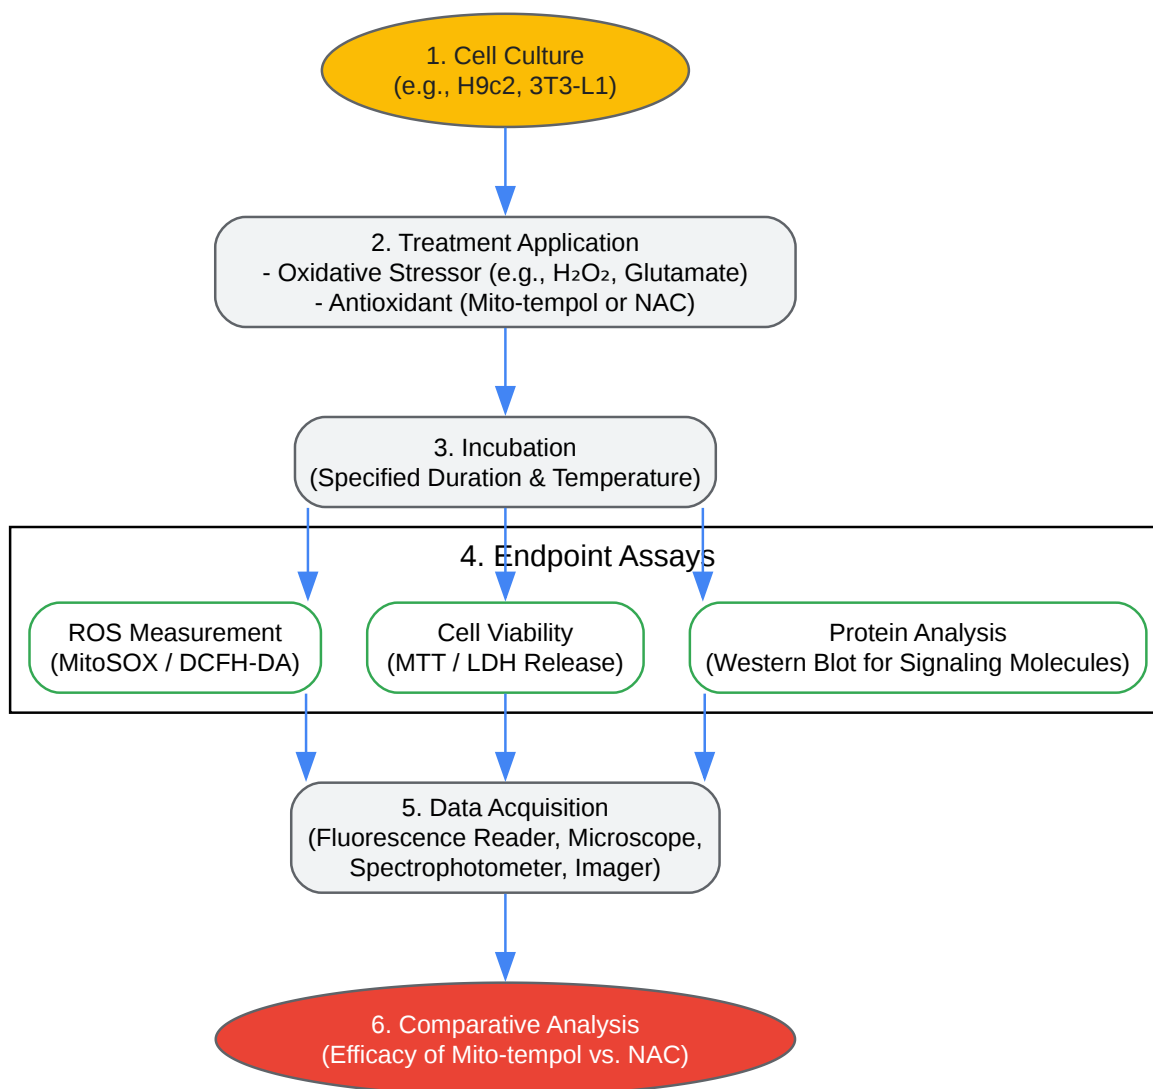 1. Cell Culture
(e.g., H9c2, 3T3-L1)
2. Treatment Application
- Oxidative Stressor (e.g., H₂O₂, Glutamate)
- Antioxidant (Mito-tempol or NAC)
3. Incubation
(Specified Duration & Temperature)
4. Endpoint Assays
ROS Measurement
(MitoSOX / DCFH-DA)
Cell Viability
(MTT / LDH Release)
Protein Analysis
(Western Blot for Signaling Molecules)
5. Data Acquisition
(Fluorescence Reader, Microscope,
Spectrophotometer, Imager)
6. Comparative Analysis
(Efficacy of Mito-tempol vs. NAC)